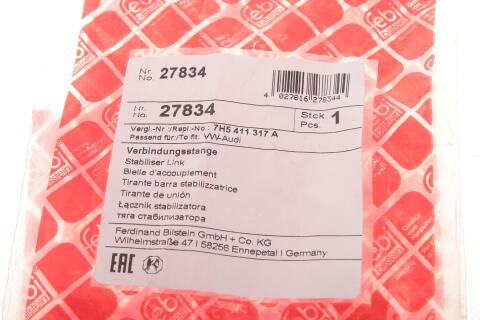 Nr.
No. 27834
4 027816 278344
Nr.
No. 27834
Stck
Pcs. 1
Vergl.-Nr.:/Repl.-No.: 7H5 411 317 A
Passend für:/To fit: VW-Audi
Verbindungsstange
Stabiliser Link
Bielle d'accouplement
Tirante barra stabilizzatrice
Tirante de unión
Łącznik stabilizatora
тяга стабилизатора
Ferdinand Bilstein GmbH + Co. KG
Wilhelmstraße 47 I 58256 Ennepetal I Germany
EAC
febi
bilstein